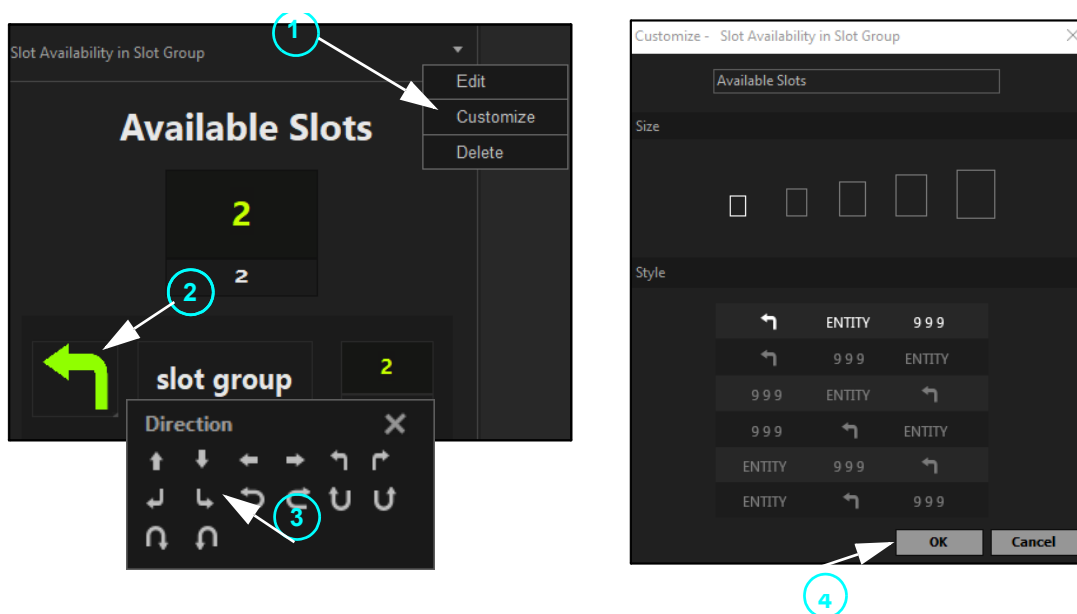 1
Slot Availability in Slot Group
Edit
Customize
Delete
Available Slots
2
2
2
slot group
2
Direction
3
Customize - Slot Availability in Slot Group
Available Slots
Size
Style
ENTITY 999
999 ENTITY
999 ENTITY
999 ENTITY
ENTITY 999
ENTITY 999
OK Cancel
4